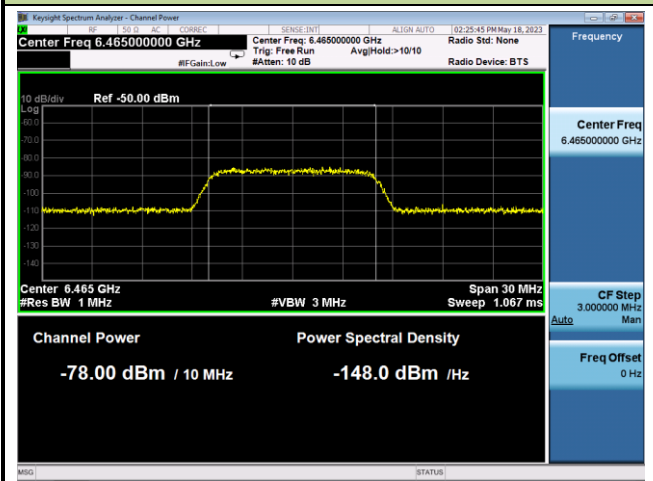 Keysight Spectrum Analyzer - Channel Power
RF 50 Ω AC CORREC SENSE:INT ALIGN AUTO 02:25:45 PM May 18, 2023
Center Freq 6.465000000 GHz
Center Freq: 6.465000000 GHz
Radio Std: None
Trig: Free Run Avg|Hold:>10/10
#IFGain:Low
#Atten: 10 dB
Radio Device: BTS
Frequency
10 dB/div Ref -50.00 dBm
Log
-60.0
-70.0
-80.0
-90.0
-100
-110
-120
-130
-140
Center Freq
6.465000000 GHz
Center 6.465 GHz
Span 30 MHz
#Res BW 1 MHz
#VBW 3 MHz
Sweep 1.067 ms
CF Step
3.000000 MHz
Auto Man
Channel Power
Power Spectral Density
-78.00 dBm / 10 MHz
-148.0 dBm /Hz
Freq Offset
0 Hz
MSG
STATUS